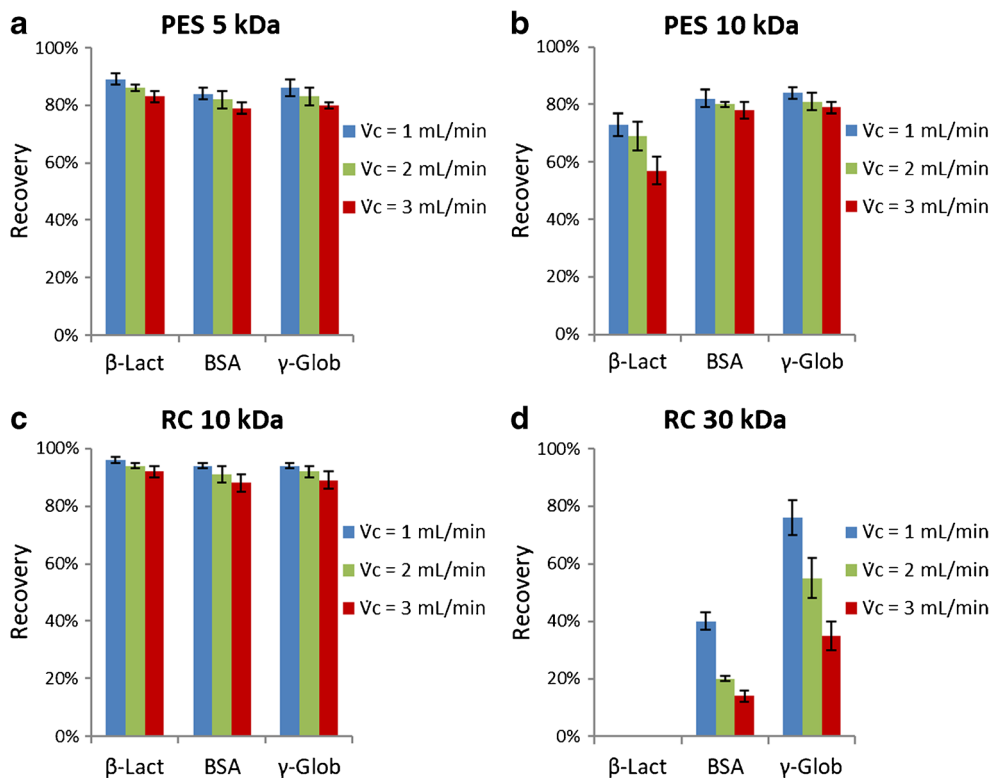 a PES 5 kDa
100%
80%
60%
40%
20%
0%
Recovery
β-Lact BSA γ-Glob
V̇c = 1 mL/min
V̇c = 2 mL/min
V̇c = 3 mL/min
b PES 10 kDa
100%
80%
60%
40%
20%
0%
Recovery
β-Lact BSA γ-Glob
V̇c = 1 mL/min
V̇c = 2 mL/min
V̇c = 3 mL/min
c RC 10 kDa
100%
80%
60%
40%
20%
0%
Recovery
β-Lact BSA γ-Glob
V̇c = 1 mL/min
V̇c = 2 mL/min
V̇c = 3 mL/min
d RC 30 kDa
100%
80%
60%
40%
20%
0%
Recovery
β-Lact BSA γ-Glob
V̇c = 1 mL/min
V̇c = 2 mL/min
V̇c = 3 mL/min